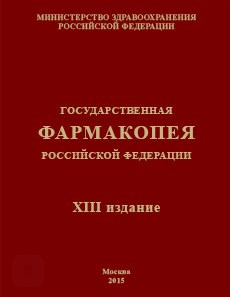 МИНИСТЕРСТВО ЗДРАВООХРАНЕНИЯ
РОССИЙСКОЙ ФЕДЕРАЦИИ
ГОСУДАРСТВЕННАЯ
ФАРМАКОПЕЯ
РОССИЙСКОЙ ФЕДЕРАЦИИ
XIII издание
Москва
2015